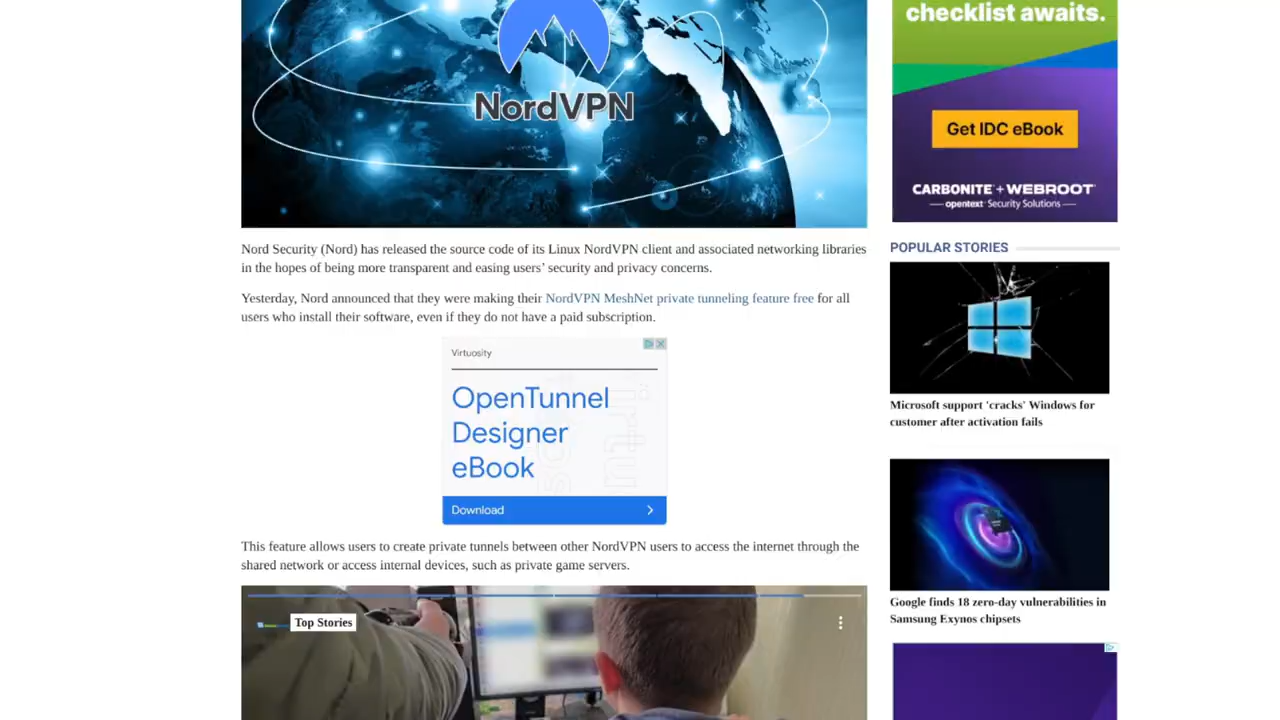 checklist awaits.
Get IDC eBook
CARBONITE + WEBROOT
opentext Security Solutions
NordVPN
Nord Security (Nord) has released the source code of its Linux NordVPN client and associated networking libraries
in the hopes of being more transparent and easing users’ security and privacy concerns.
Yesterday, Nord announced that they were making their NordVPN MeshNet private tunneling feature free for all
users who install their software, even if they do not have a paid subscription.
Virtuosity
OpenTunnel
Designer
eBook
Download
This feature allows users to create private tunnels between other NordVPN users to access the internet through the
shared network or access internal devices, such as private game servers.
Top Stories
POPULAR STORIES
Microsoft support 'cracks' Windows for
customer after activation fails
Google finds 18 zero-day vulnerabilities in
Samsung Exynos chipsets